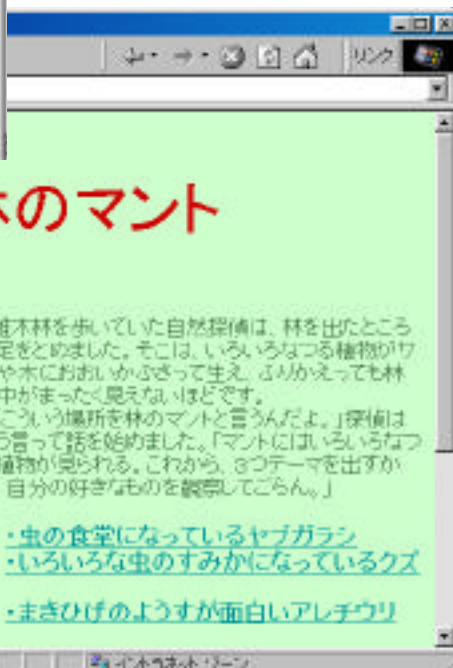 リンク
林のマント
雑木林を歩いていた自然探偵は、林を出たところ
足をとめました。そこは、いろいろなつる植物がワ
や木におおいかぶさって生え、ふりかえっても林
中がまったく見えないほどです。
こういう場所を林のマントと言うんだよ。」探偵は
う言って話を始めました。「マントにはいろいろなつ
植物が見られる。これから、3つテーマを出すか
自分の好きなものを観察してごらん。」
・虫の食堂になっているヤブガラシ
・いろいろな虫のすみかになっているクズ
・まきひげのようすが面白いアレチウリ
イントラネット ゾーン